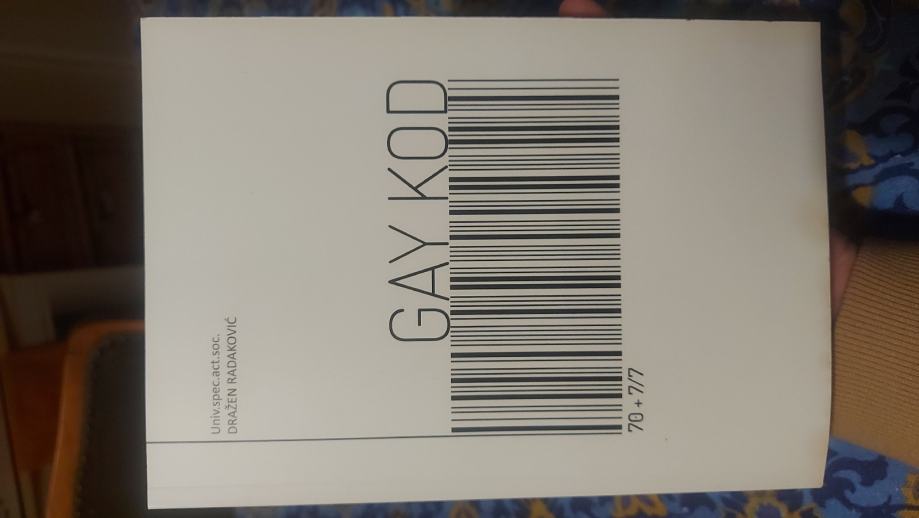 Univ.spec.act.soc.
DRAŽEN RADAKOVIĆ
GAY KOD
70 + 7/7